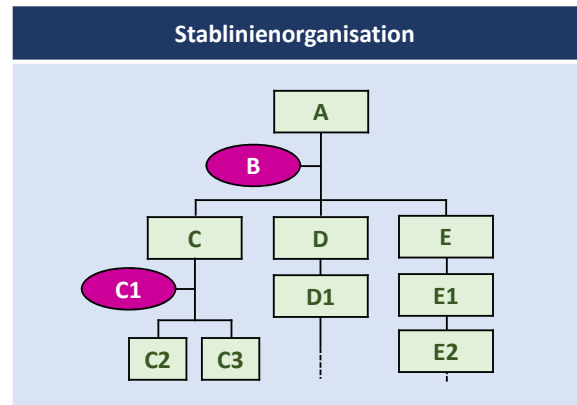 Stablinienorganisation
A
B
C D E
C1 D1 E1
C2 C3 E2